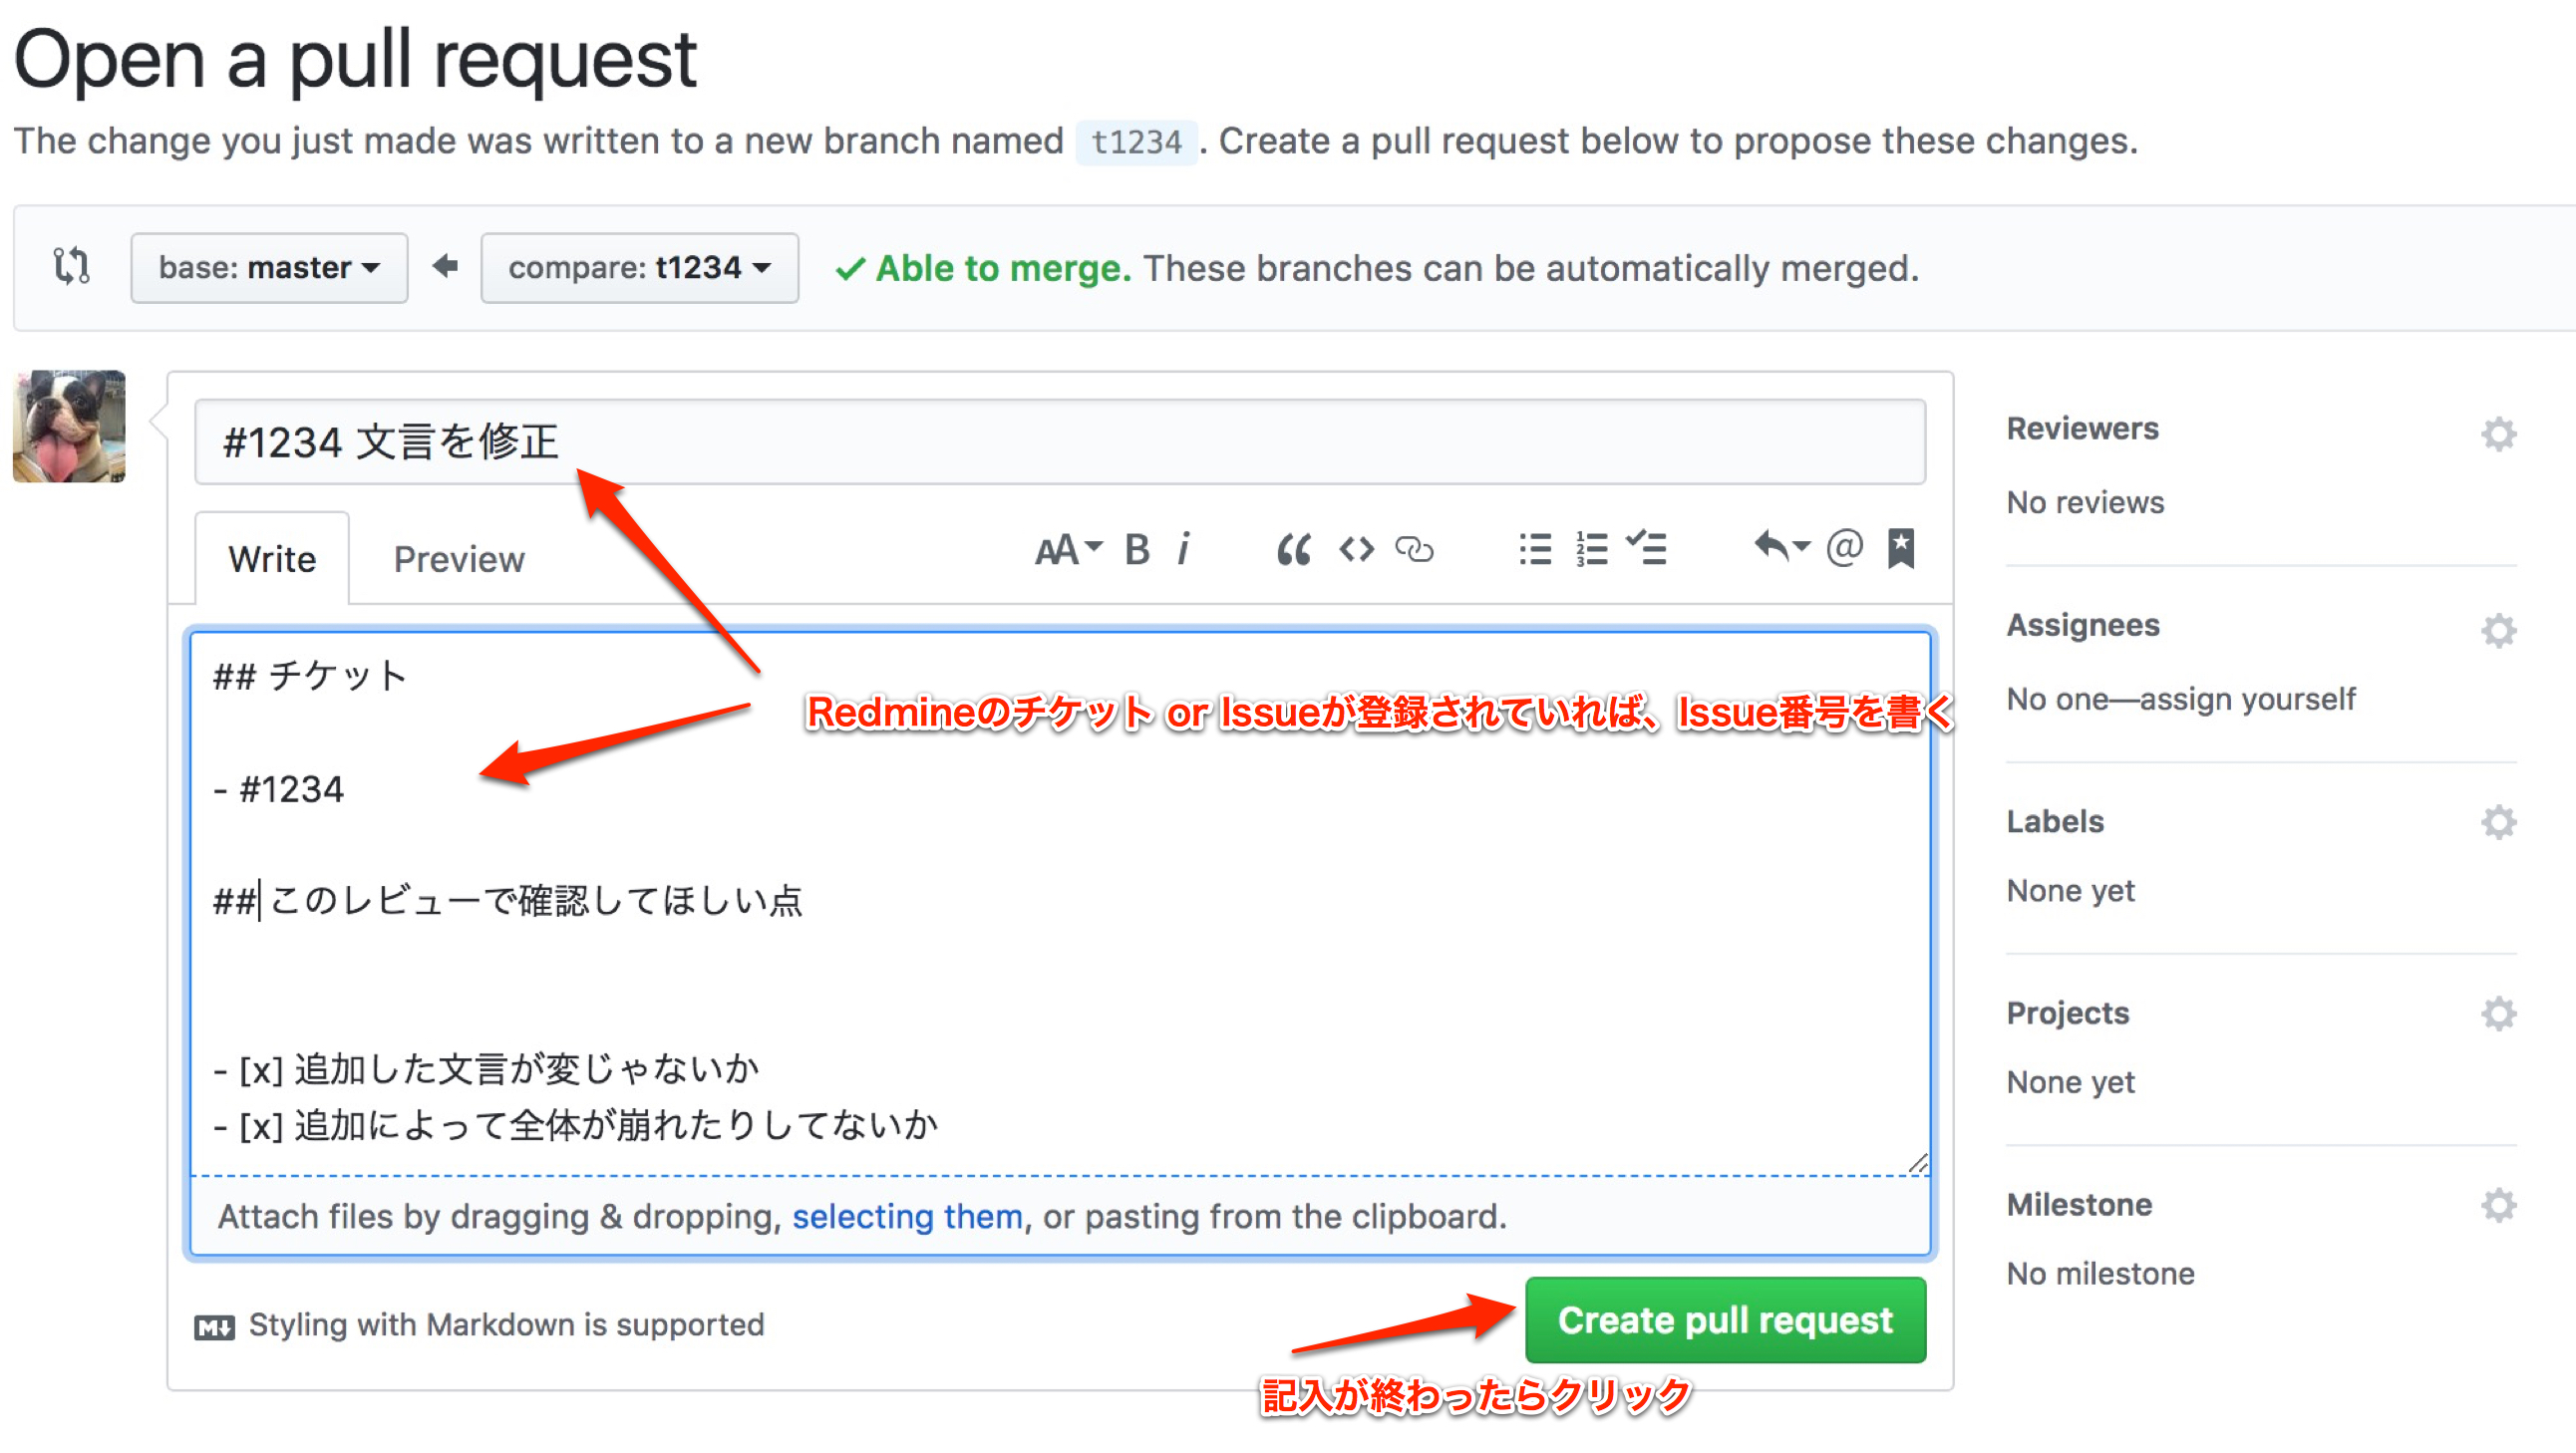 Open a pull request
The change you just made was written to a new branch named t1234. Create a pull request below to propose these changes.
base: master compare: t1234 Able to merge. These branches can be automatically merged.
#1234 文言を修正
Write Preview AA B i
## チケット
Redmineのチケット or Issueが登録されていれば、Issue番号を書く
- #1234
## このレビューで確認してほしい点
- [x] 追加した文言が変じゃないか
- [x] 追加によって全体が崩れたりしてないか
Attach files by dragging & dropping, selecting them, or pasting from the clipboard.
Styling with Markdown is supported
Create pull request
記入が終わったらクリック
Reviewers
No reviews
Assignees
No one—assign yourself
Labels
None yet
Projects
None yet
Milestone
No milestone